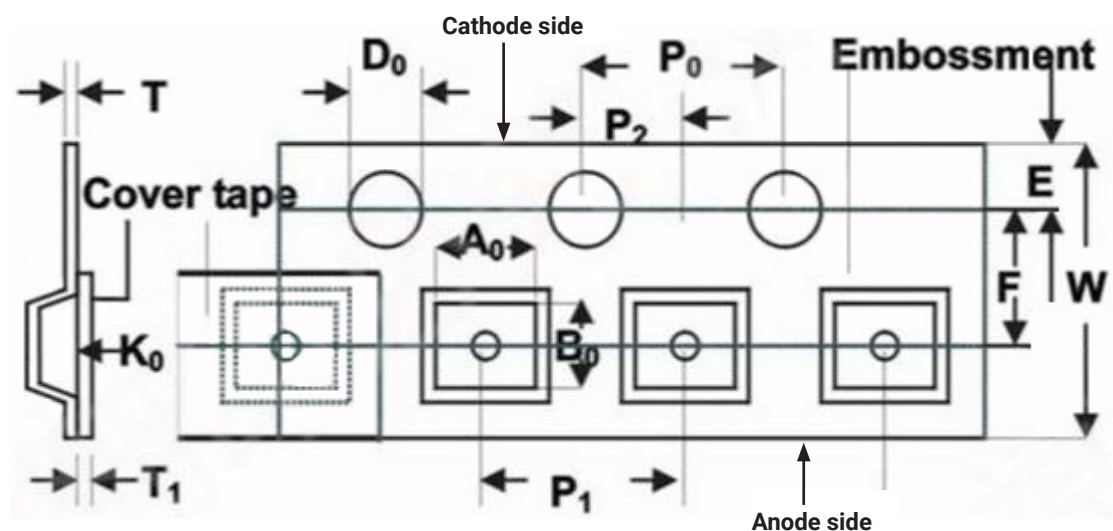 Cathode side
D₀
P₀
Embossment
T
P₂
Cover tape
E
A₀
F
W
B₀
K₀
T₁
P₁
Anode side